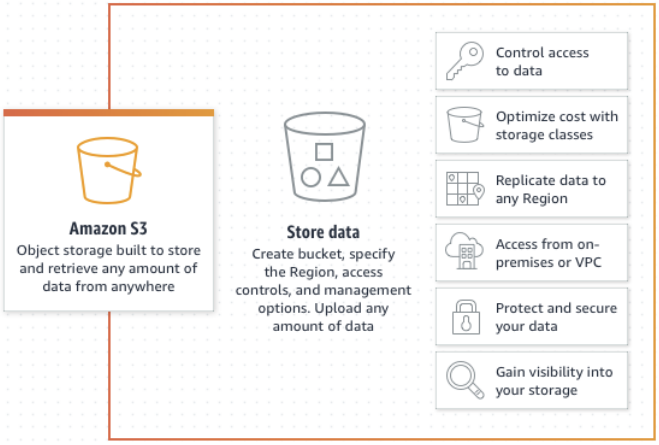 Amazon S3
Object storage built to store
and retrieve any amount of
data from anywhere
Store data
Create bucket, specify
the Region, access
controls, and management
options. Upload any
amount of data
Control access
to data
Optimize cost with
storage classes
Replicate data to
any Region
Access from on-
premises or VPC
Protect and secure
your data
Gain visibility into
your storage